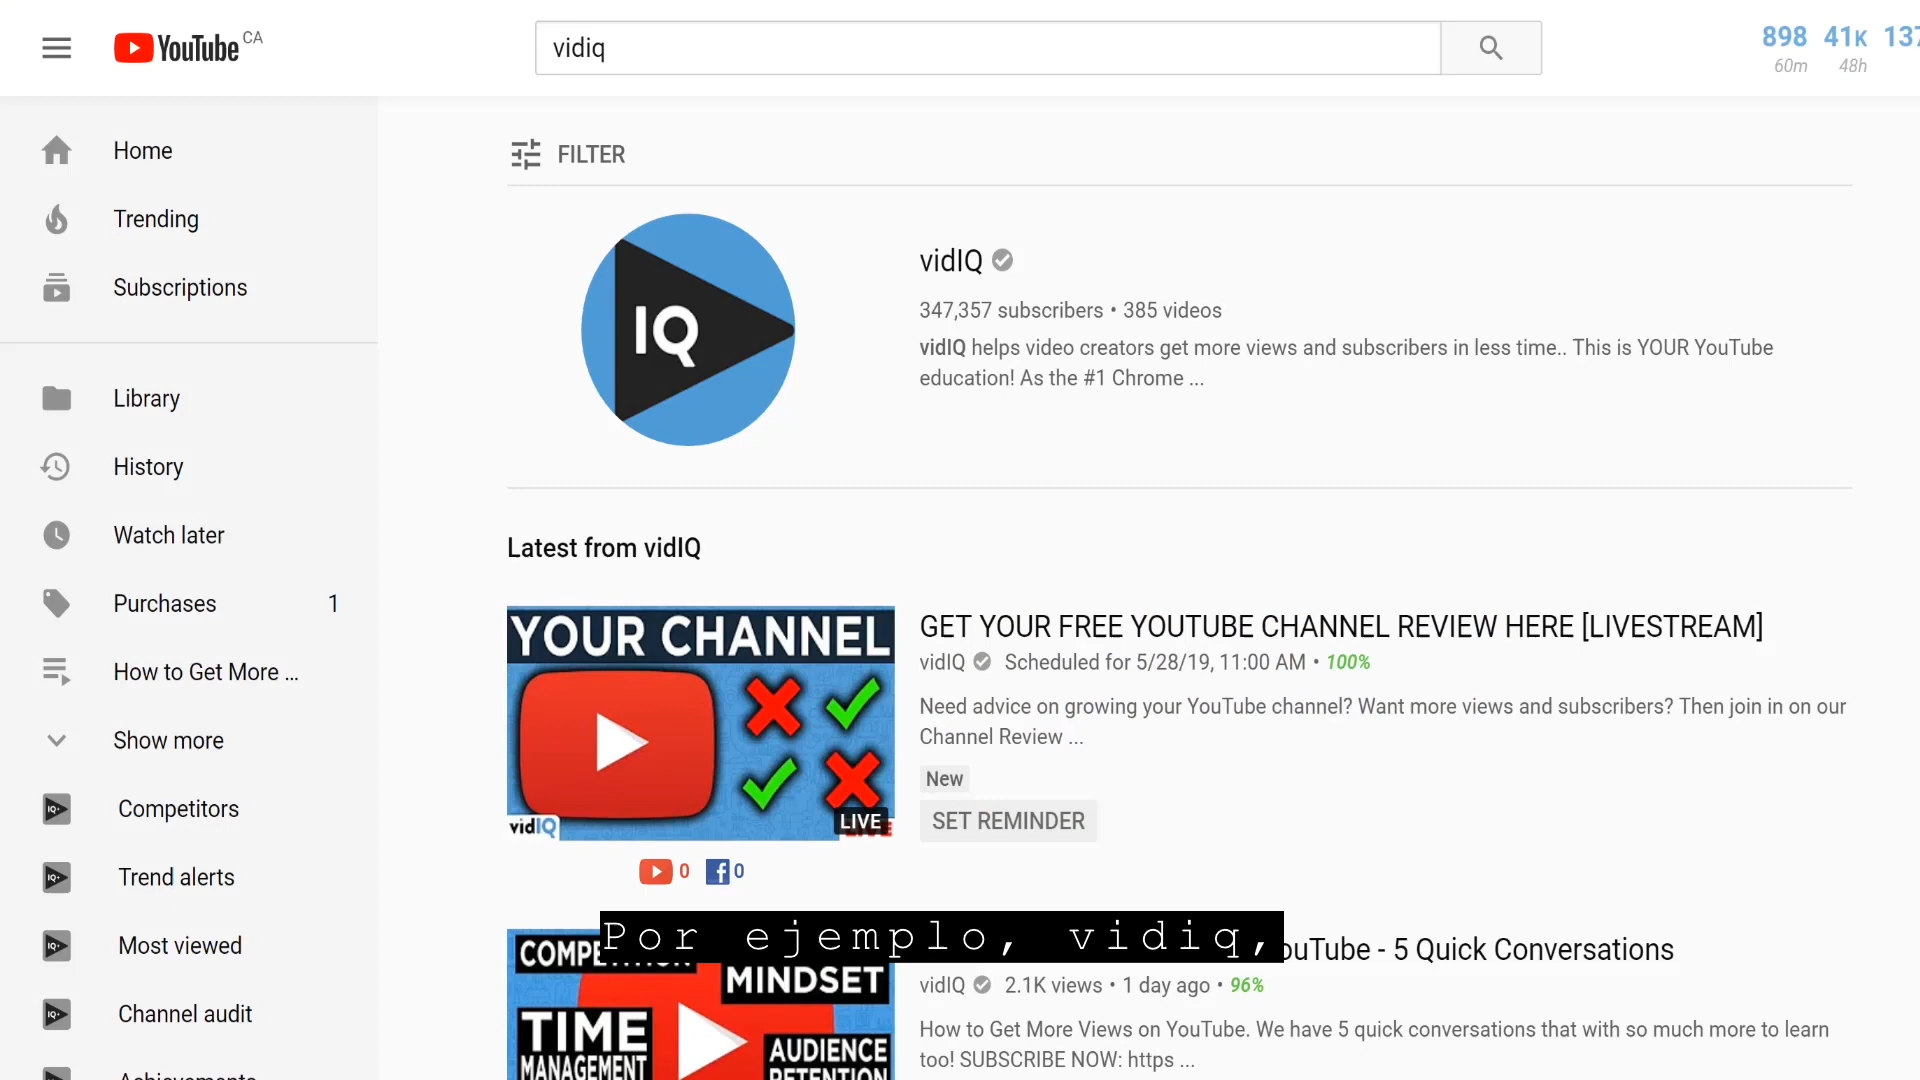 YouTube CA
vidiq
898 41K
60m 48h
Home
Trending
Subscriptions
Library
History
Watch later
Purchases 1
How to Get More ...
Show more
Competitors
Trend alerts
Most viewed
Channel audit
FILTER
IQ
vidIQ
347,357 subscribers • 385 videos
vidIQ helps video creators get more views and subscribers in less time.. This is YOUR YouTube
education! As the #1 Chrome ...
Latest from vidIQ
YOUR CHANNEL
vidIQ
LIVE
GET YOUR FREE YOUTUBE CHANNEL REVIEW HERE [LIVESTREAM]
vidIQ Scheduled for 5/28/19, 11:00 AM • 100%
Need advice on growing your YouTube channel? Want more views and subscribers? Then join in on our
Channel Review ...
New
SET REMINDER
0 0
Por ejemplo, vidiq,
MINDSET
TIME
MANAGEMENT
AUDIENCE
RETENTION
YouTube - 5 Quick Conversations
vidIQ 2.1K views • 1 day ago • 96%
How to Get More Views on YouTube. We have 5 quick conversations that with so much more to learn
too! SUBSCRIBE NOW: https ...